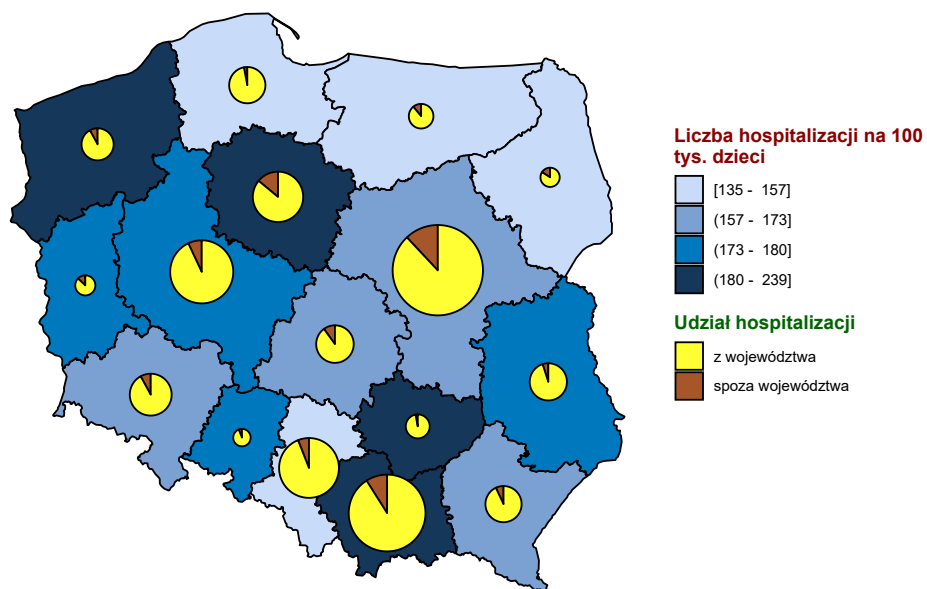 Liczba hospitalizacji na 100
tys. dzieci
[135 - 157]
(157 - 173]
(173 - 180]
(180 - 239]
Udział hospitalizacji
z województwa
spoza województwa